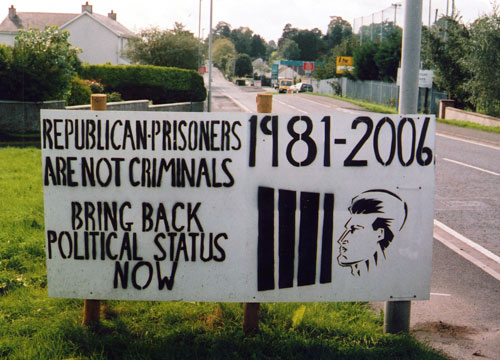 REPUBLICAN-PRISONERS
ARE NOT CRIMINALS
BRING BACK
POLITICAL STATUS
NOW
1981-2006